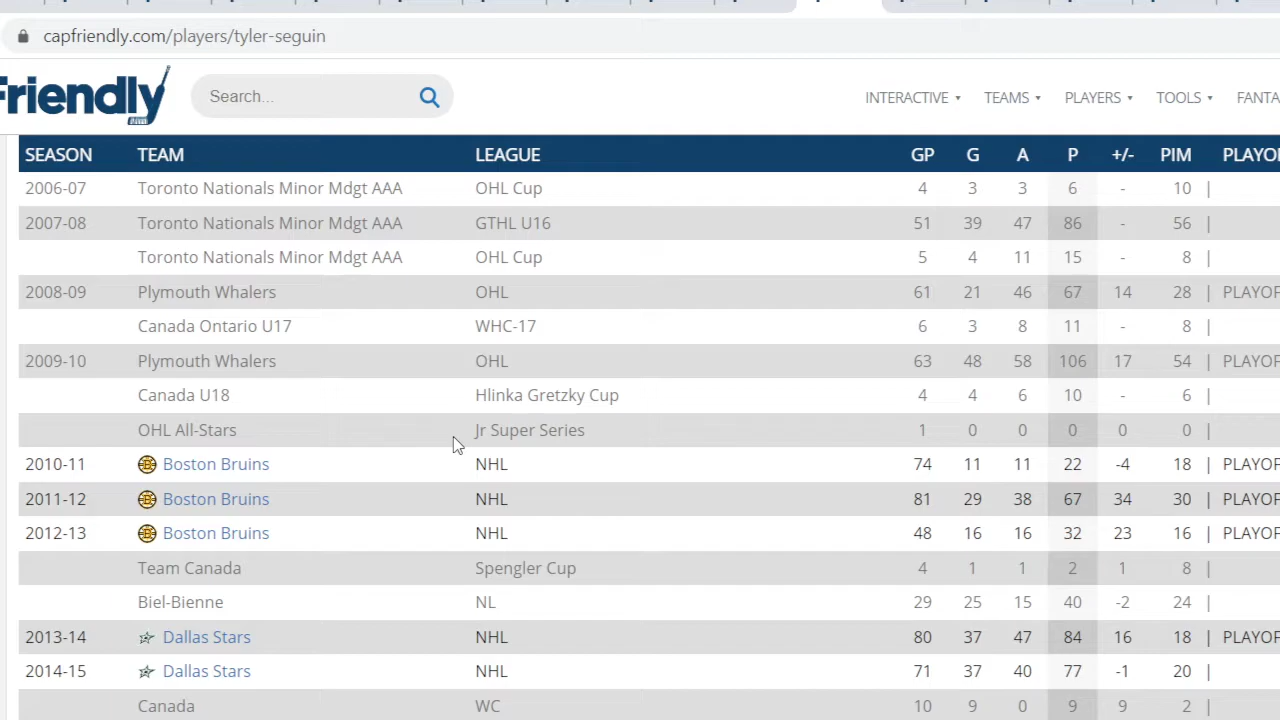 capfriendly.com/players/tyler-seguin
Friendly Search... INTERACTIVE TEAMS PLAYERS TOOLS FANTA
SEASON TEAM LEAGUE GP G A P +/- PIM PLAYOF
2006-07 Toronto Nationals Minor Mdgt AAA OHL Cup 4 3 3 6 - 10 |
2007-08 Toronto Nationals Minor Mdgt AAA GTHL U16 51 39 47 86 - 56 |
Toronto Nationals Minor Mdgt AAA OHL Cup 5 4 11 15 - 8 |
2008-09 Plymouth Whalers OHL 61 21 46 67 14 28 | PLAYOF
Canada Ontario U17 WHC-17 6 3 8 11 - 8 |
2009-10 Plymouth Whalers OHL 63 48 58 106 17 54 | PLAYOF
Canada U18 Hlinka Gretzky Cup 4 4 6 10 - 6 |
OHL All-Stars Jr Super Series 1 0 0 0 0 0 |
2010-11 Boston Bruins NHL 74 11 11 22 -4 18 | PLAYOF
2011-12 Boston Bruins NHL 81 29 38 67 34 30 | PLAYOF
2012-13 Boston Bruins NHL 48 16 16 32 23 16 | PLAYOF
Team Canada Spengler Cup 4 1 1 2 1 8 |
Biel-Bienne NL 29 25 15 40 -2 24 |
2013-14 Dallas Stars NHL 80 37 47 84 16 18 | PLAYOF
2014-15 Dallas Stars NHL 71 37 40 77 -1 20 |
Canada WC 10 9 0 9 9 2 |